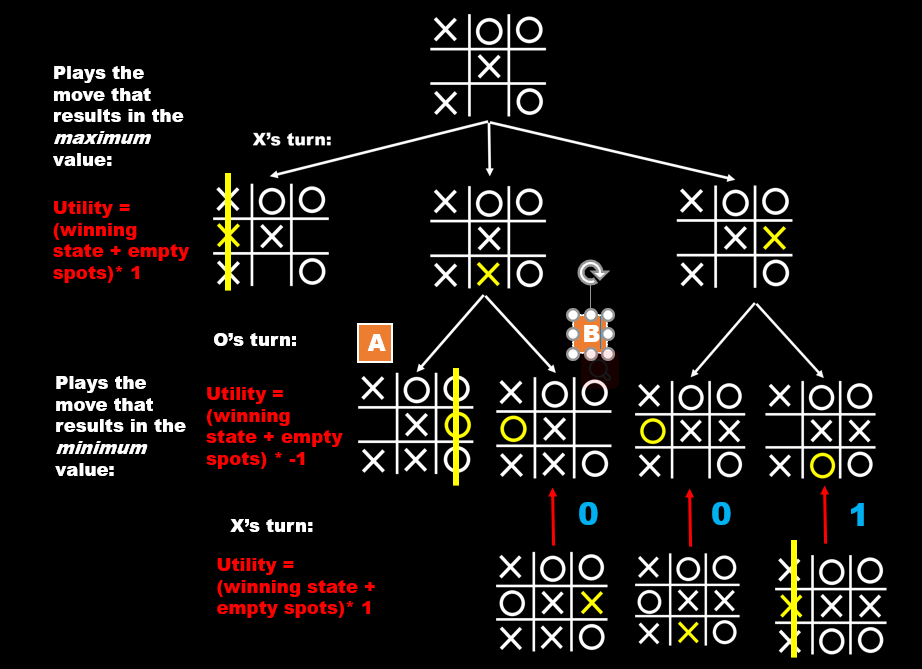 Plays the
move that
results in the
maximum
value:
X's turn:
Utility =
(winning
state + empty
spots)* 1
O's turn:
A
B
Plays the
move that
results in the
minimum
value:
Utility =
(winning
state + empty
spots) * -1
0
0
1
X's turn:
Utility =
(winning state +
empty spots)* 1